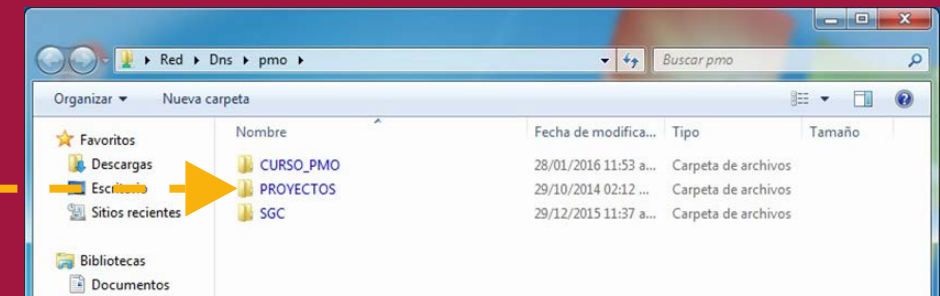 Red ▸ Dns ▸ pmo ▸ Buscar pmo
Organizar Nueva carpeta
Favoritos
Descargas
Escritorio
Sitios recientes
Bibliotecas
Documentos
Nombre Fecha de modifica... Tipo Tamaño
CURSO_PMO 28/01/2016 11:53 a... Carpeta de archivos
PROYECTOS 29/10/2014 02:12 ... Carpeta de archivos
SGC 29/12/2015 11:37 a... Carpeta de archivos